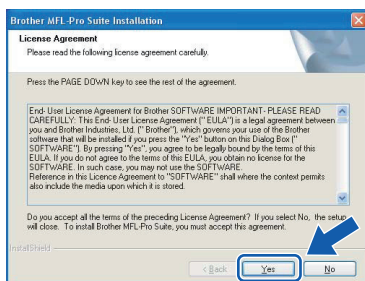 Brother MFL-Pro Suite Installation
License Agreement
Please read the following license agreement carefully.
Press the PAGE DOWN key to see the rest of the agreement.
End- User License Agreement for Brother SOFTWARE IMPORTANT- PLEASE READ
CAREFULLY: This End- User License Agreement (" EULA") is a legal agreement between
you and Brother Industries, Ltd. (" Brother"), which governs your use of the Brother
software that will be installed if you press the "Yes" button on this Dialog Box ("
SOFTWARE"). By pressing "Yes", you agree to be legally bound by the terms of this
EULA. If you do not agree to the terms of this EULA, you obtain no license for the
SOFTWARE. In such case, you may not use the SOFTWARE.
Reference in this Licence Agreement to "SOFTWARE" shall where the context permits
also include the media upon which it is stored.
Do you accept all the terms of the preceding License Agreement? If you select No, the setup
will close. To install Brother MFL-Pro Suite, you must accept this agreement.
InstallShield
< Back Yes No